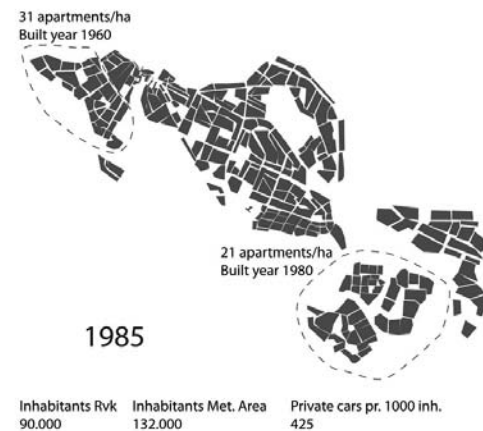 31 apartments/ha
Built year 1960
21 apartments/ha
Built year 1980
1985
Inhabitants Rvk
90.000
Inhabitants Met. Area
132.000
Private cars pr. 1000 inh.
425